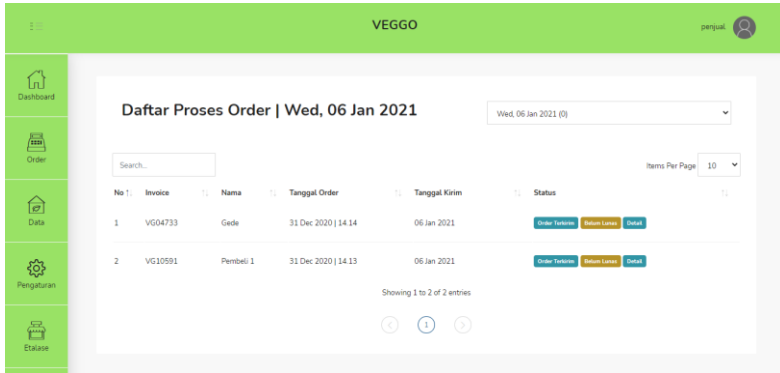 VEGGO
penjual
Dashboard
Order
Data
Pengaturan
Etalase
Daftar Proses Order | Wed, 06 Jan 2021
Wed, 06 Jan 2021 (0)
Search...
Items Per Page 10
No Invoice Nama Tanggal Order Tanggal Kirim Status
1 VG04733 Gede 31 Dec 2020 | 14.14 06 Jan 2021 Order Terkirim Belum Lunas Detail
2 VG10591 Pembeli 1 31 Dec 2020 | 14.13 06 Jan 2021 Order Terkirim Belum Lunas Detail
Showing 1 to 2 of 2 entries
1